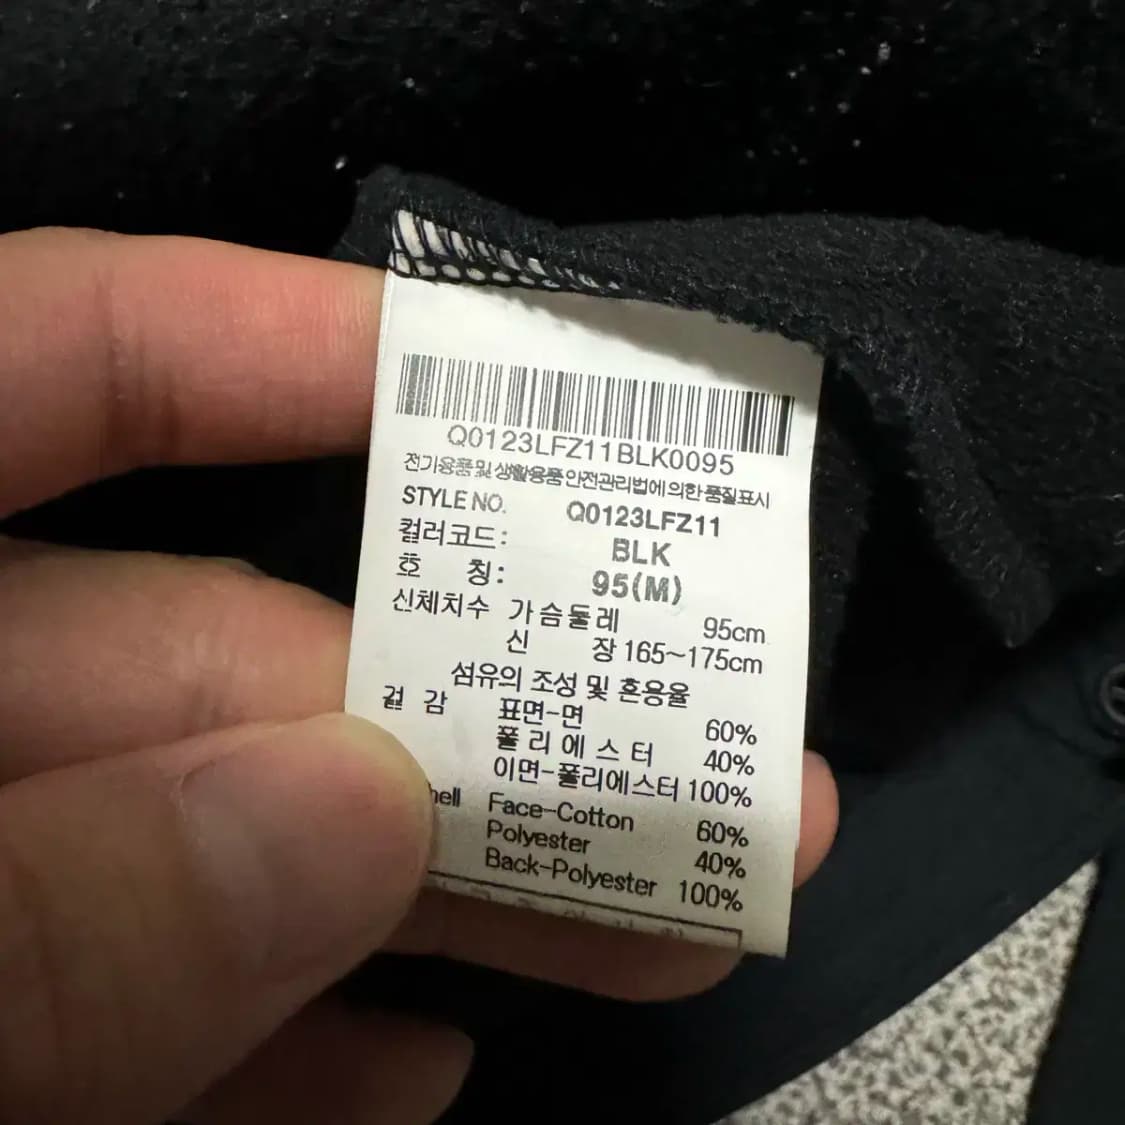 Q0123LFZ11BLK0095
전기용품 및 생활용품 안전관리법에 의한 품질표시
STYLE NO. Q0123LFZ11
컬러코드: BLK
호 칭: 95(M)
신체치수 가슴둘레 95cm
신 장 165~175cm
섬유의 조성 및 혼용율
겉 감 표면-면 60%
폴리에스터 40%
이면-폴리에스터 100%
hell Face-Cotton 60%
Polyester 40%
Back-Polyester 100%